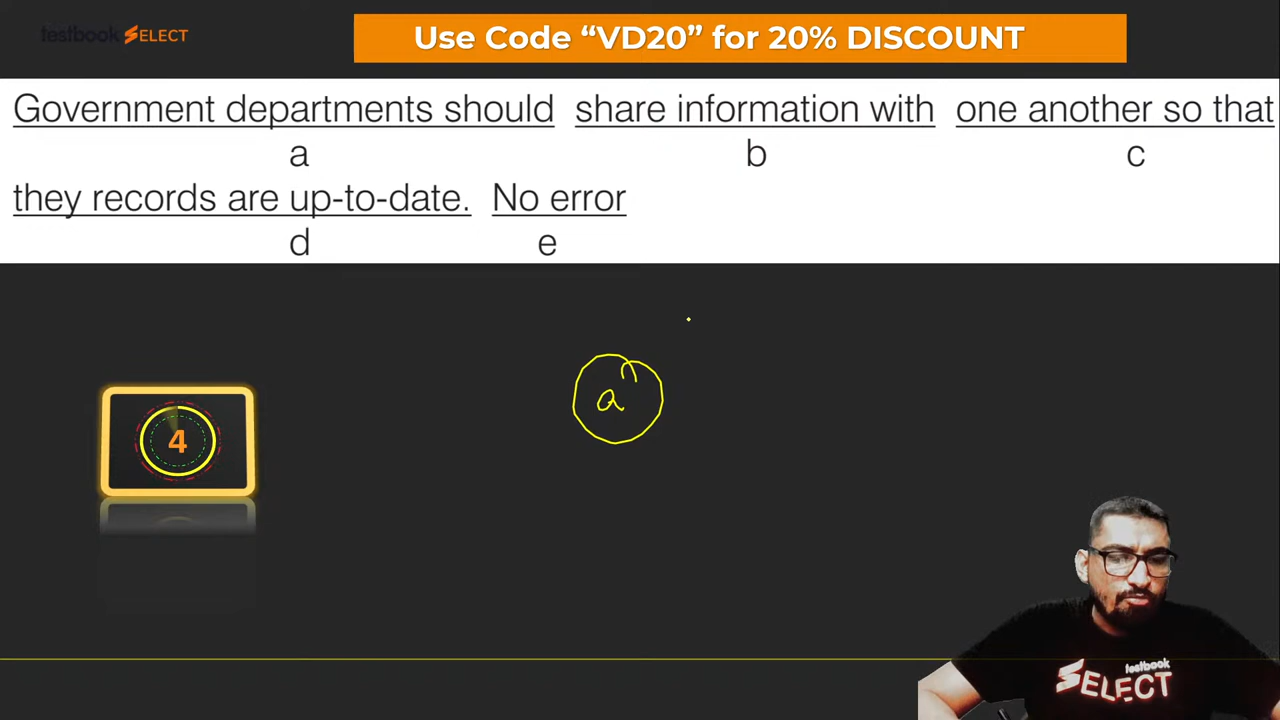 testbook SELECT
Use Code “VD20” for 20% DISCOUNT
Government departments should share information with one another so that
a b c
they records are up-to-date. No error
d e
a
4
testbook
SELECT